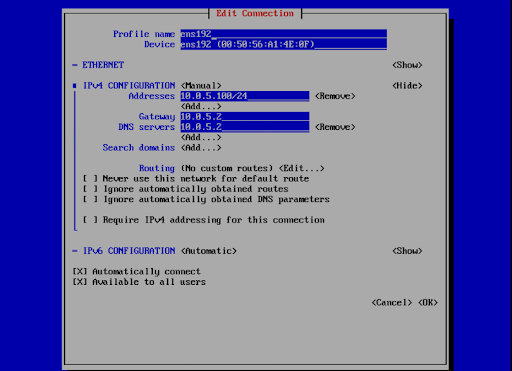 Edit Connection
Profile name ens192
Device ens192 (00:50:56:A1:4E:0F)
= ETHERNET <Show>
IPv4 CONFIGURATION <Manual> <Hide>
Addresses 10.0.5.100/24 <Remove>
<Add...>
Gateway 10.0.5.2
DNS servers 10.0.5.2 <Remove>
<Add...>
Search domains <Add...>
Routing (No custom routes) <Edit...>
[ ] Never use this network for default route
[ ] Ignore automatically obtained routes
[ ] Ignore automatically obtained DNS parameters
[ ] Require IPv4 addressing for this connection
= IPv6 CONFIGURATION <Automatic> <Show>
[X] Automatically connect
[X] Available to all users
<Cancel> <OK>